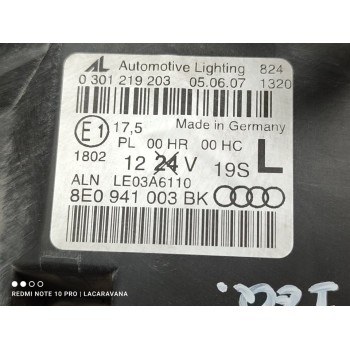 AL Automotive Lighting 824
0 301 219 203 05.06.07 1320
E1 17,5 Made in Germany
PL 00 HR 00 HC
1802 12 24 V 19S L
ALN LE03A6110
8E0 941 003 BK
REDMI NOTE 10 PRO | LACARAVANA